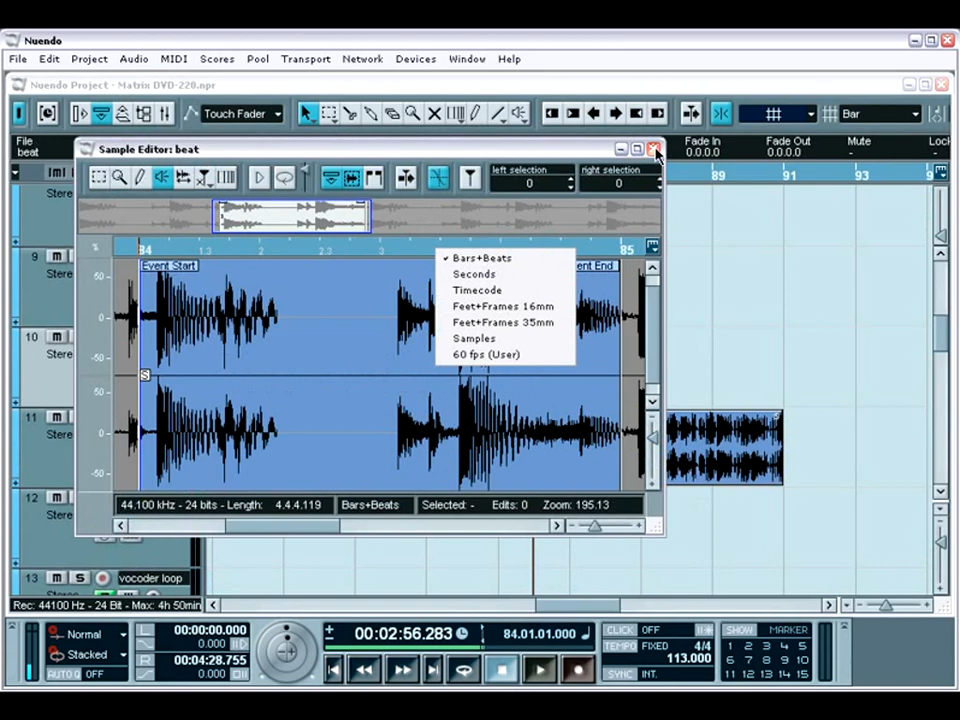 Nuendo
File Edit Project Audio MIDI Scores Pool Transport Network Devices Window Help
Nuendo Project - Matrix DVD-220.npr
Touch Fader
Bar
File
beat
Fade In
0.0.0.0
Fade Out
0.0.0.0
Mute
-
Lock
-
Sample Editor: beat
left selection
0
right selection
0
89 91 93
84 1.3 2 3 85
Event Start
Bars+Beats
Seconds
Timecode
Feet+Frames 16mm
Feet+Frames 35mm
Samples
60 fps (User)
ent End
%
50
0
-50
50
0
-50
S
44.100 kHz - 24 bits - Length: 4.4.4.119 Bars+Beats Selected: - Edits: 0 Zoom: 195.13
Stere
9 m
Stere
10 m
Stere
11 m
Stere
12 m
Stere
13 m S vocoder loop
Rec: 44100 Hz - 24 Bit - Max: 4h 50min
Normal
Stacked
AUTO Q OFF
L 00:00:00.000
0.000
R 00:04:28.755
0.000
00:02:56.283 84.01.01.000
CLICK OFF
TEMPO FIXED 4/4
113.000
SYNC INT.
SHOW MARKER
1 2 3 4 5
6 7 8 9 10
11 12 13 14 15